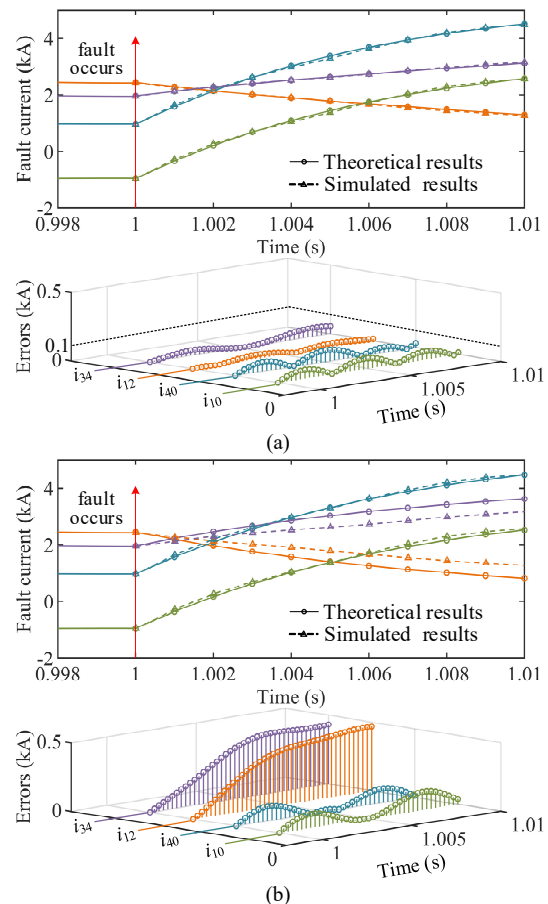 4
2
0
2
Fault current (kA)
fault
occurs
Theoretical results
Simulated results
0.998 1 1.002 1.004 1.006 1.008 1.01
Time (s)
0.5
0.1
0
Errors (kA)
i34
i12
i40
i10
0
1
1.005
1.01
Time (s)
(a)
4
2
0
2
Fault current (kA)
fault
occurs
Theoretical results
Simulated results
0.998 1 1.002 1.004 1.006 1.008 1.01
Time (s)
0.5
0
Errors (kA)
i34
i12
i40
i10
0
1
1.005
1.01
Time (s)
(b)